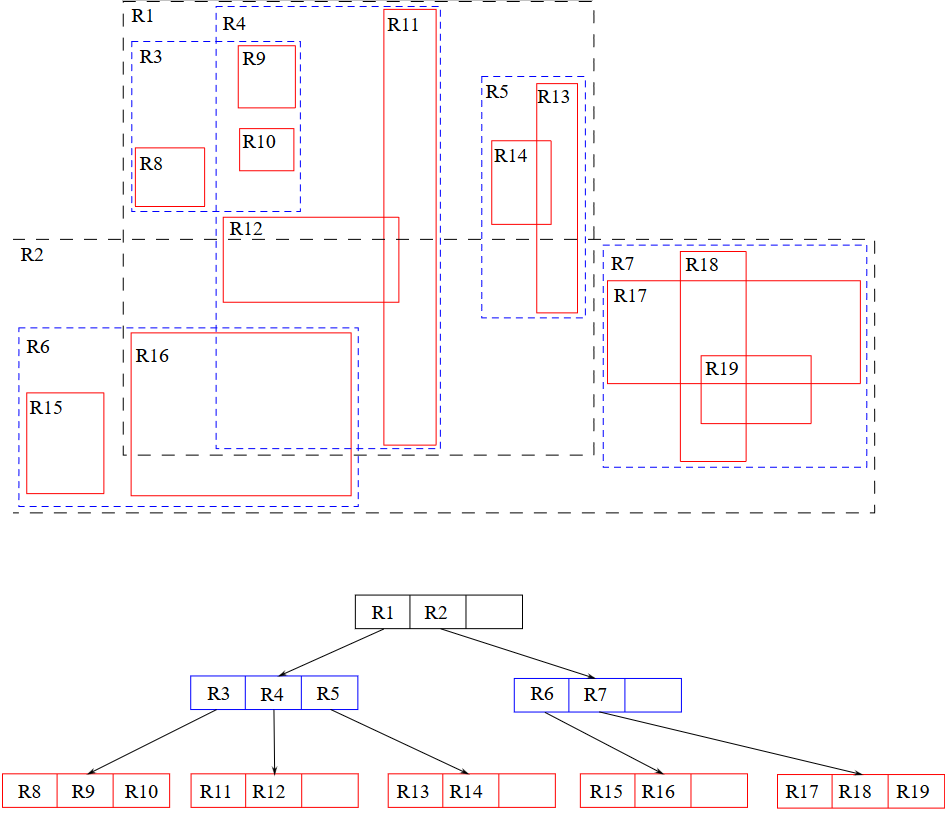 R1
R4
R11
R3
R9
R5
R13
R10
R14
R8
R12
R2
R7
R18
R17
R6
R16
R19
R15
R1 R2
R3 R4 R5
R6 R7
R8 R9 R10
R11 R12
R13 R14
R15 R16
R17 R18 R19